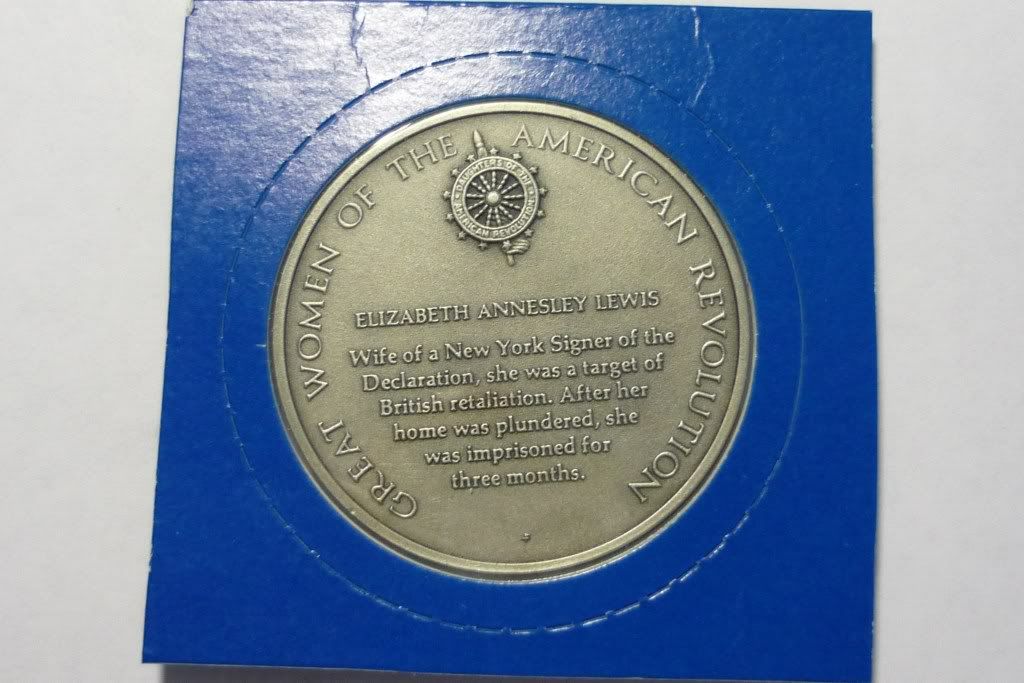 GREAT WOMEN OF THE AMERICAN REVOLUTION
DAUGHTERS OF THE
AMERICAN REVOLUTION
ELIZABETH ANNESLEY LEWIS
Wife of a New York Signer of the
Declaration, she was a target of
British retaliation. After her
home was plundered, she
was imprisoned for
three months.